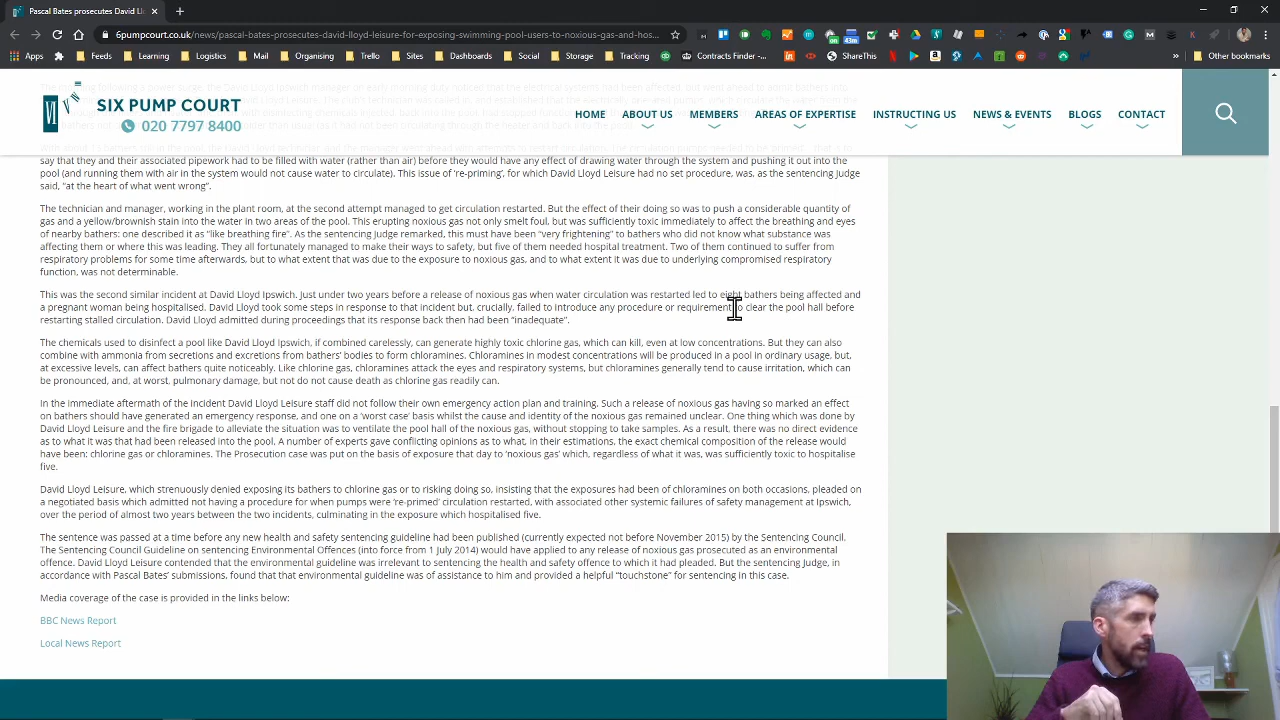 Pascal Bates prosecutes David Ll
6pumpcourt.co.uk/news/pascal-bates-prosecutes-david-lloyd-leisure-for-exposing-swimming-pool-users-to-noxious-gas-and-hos...
Apps Feeds Learning Logistics Mapping Trello Sites Dashboards Social Google Contracts ShareThis Other bookmarks
SIX PUMP COURT
020 7797 8400
HOME ABOUT US MEMBERS AREAS OF EXPERTISE INSTRUCTING US NEWS & EVENTS BLOGS CONTACT
say that they and their associated pipework had to be filled with water (rather than air) before they would have any effect of drawing water through the system and pushing it out into the
pool (and running them with air in the system would not cause water to circulate). This issue of ‘re-priming’, for which David Lloyd Leisure had no set procedure, was, as the sentencing Judge
said, “at the heart of what went wrong”.
The technician and manager, working in the plant room, at the second attempt managed to get circulation restarted. But the effect of their doing so was to push a considerable quantity of
gas and a yellow/brownish stain into the water in two areas of the pool. This erupting noxious gas not only smelt foul, but was sufficiently toxic immediately to affect the breathing and eyes
of nearby bathers: one described it as “like breathing fire”. As the sentencing Judge remarked, this must have been “very frightening” to bathers who did not know what substance was
affecting them or where this was leading. They all fortunately managed to make their ways to safety, but five of them needed hospital treatment. Two of them continued to suffer from
respiratory problems for some time afterwards, but to what extent that was due to the exposure to noxious gas, and to what extent it was due to underlying compromised respiratory
function, was not determinable.
This was the second similar incident at David Lloyd Ipswich. Just under two years before a release of noxious gas when water circulation was restarted led to eight bathers being affected and
a pregnant woman being hospitalised. David Lloyd took some steps in response to that incident but, crucially, failed to introduce any procedure or requirement to clear the pool hall before
restarting stalled circulation. David Lloyd admitted during proceedings that its response back then had been “inadequate”.
The chemicals used to disinfect a pool like David Lloyd Ipswich, if combined carelessly, can generate highly toxic chlorine gas, which can kill, even at low concentrations. But they can also
combine with ammonia from secretions and excretions from bathers’ bodies to form chloramines. Chloramines in modest concentrations will be produced in a pool in ordinary usage, but,
at excessive levels, can affect bathers quite noticeably. Like chlorine gas, chloramines attack the eyes and respiratory systems, but chloramines generally tend to cause irritation, which can
be pronounced, and, at worst, pulmonary damage, but not do not cause death as chlorine gas readily can.
In the immediate aftermath of the incident David Lloyd Leisure staff did not follow their own emergency action plan and training. Such a release of noxious gas having so marked an effect
on bathers should have generated an emergency response, and one on a ‘worst case’ basis whilst the cause and identity of the noxious gas remained unclear. One thing which was done by
David Lloyd Leisure and the fire brigade to alleviate the situation was to ventilate the pool hall of the noxious gas, without stopping to take samples. As a result, there was no direct evidence
as to what it was that had been released into the pool. A number of experts gave conflicting opinions as to what, in their estimations, the exact chemical composition of the release would
have been: chlorine gas or chloramines. The Prosecution case was put on the basis of exposure that day to ‘noxious gas’ which, regardless of what it was, was sufficiently toxic to hospitalise
five.
David Lloyd Leisure, which strenuously denied exposing its bathers to chlorine gas or to risking doing so, insisting that the exposures had been of chloramines on both occasions, pleaded on
a negotiated basis which admitted not having a procedure for when pumps were ‘re-primed’ circulation restarted, with associated other systemic failures of safety management at Ipswich,
over the period of almost two years between the two incidents, culminating in the exposure which hospitalised five.
The sentence was passed at a time before any new health and safety sentencing guideline had been published (currently expected not before November 2015) by the Sentencing Council.
The Sentencing Council Guideline on sentencing Environmental Offences (into force from 1 July 2014) would have applied to any release of noxious gas prosecuted as an environmental
offence. David Lloyd Leisure contended that the environmental guideline was irrelevant to sentencing the health and safety offence to which it had pleaded. But the sentencing Judge, in
accordance with Pascal Bates’ submissions, found that that environmental guideline was of assistance to him and provided a helpful “touchstone” for sentencing in this case.
Media coverage of the case is provided in the links below:
BBC News Report
Local News Report